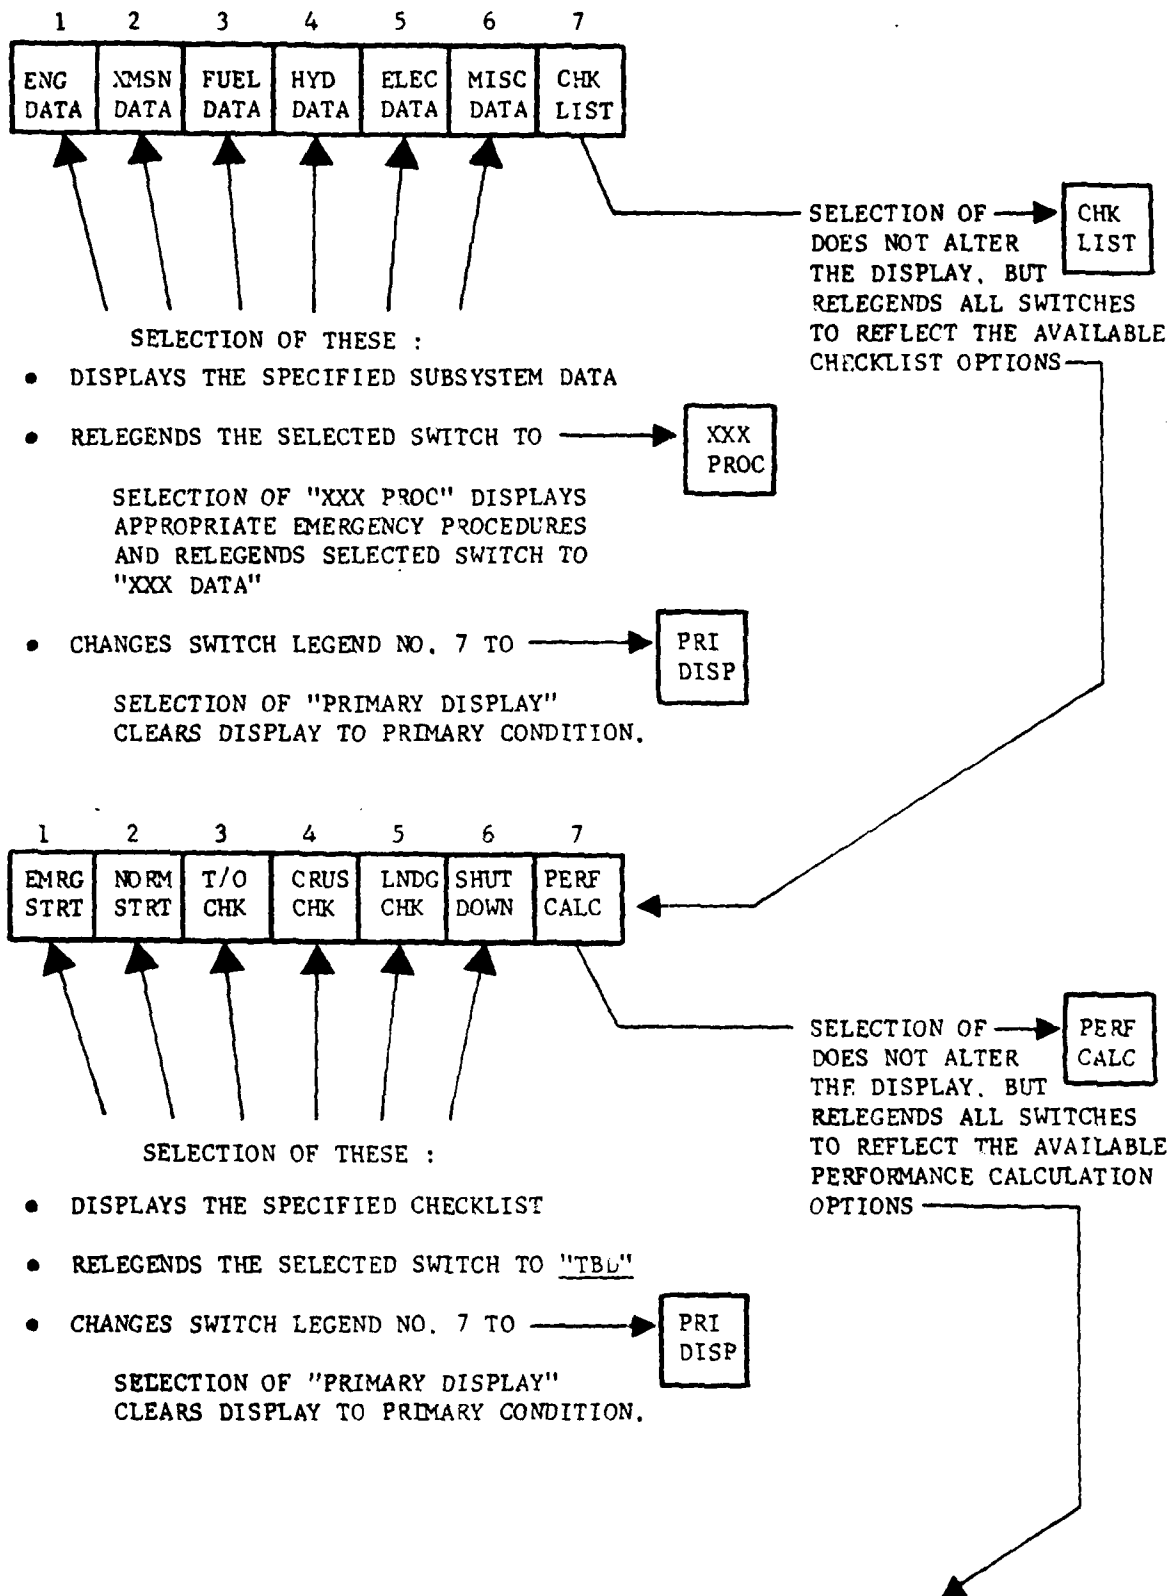 1 2 3 4 5 6 7
ENG DATA XMSN DATA FUEL DATA HYD DATA ELEC DATA MISC DATA CHK LIST
SELECTION OF → CHK LIST
DOES NOT ALTER
THE DISPLAY, BUT
RELEGENDS ALL SWITCHES
TO REFLECT THE AVAILABLE
CHECKLIST OPTIONS
SELECTION OF THESE :
• DISPLAYS THE SPECIFIED SUBSYSTEM DATA
• RELEGENDS THE SELECTED SWITCH TO → XXX PROC
SELECTION OF "XXX PROC" DISPLAYS
APPROPRIATE EMERGENCY PROCEDURES
AND RELEGENDS SELECTED SWITCH TO
"XXX DATA"
• CHANGES SWITCH LEGEND NO. 7 TO → PRI DISP
SELECTION OF "PRIMARY DISPLAY"
CLEARS DISPLAY TO PRIMARY CONDITION.
1 2 3 4 5 6 7
EMRG STRT NORM STRT T/O CHK CRUS CHK LNDG CHK SHUT DOWN PERF CALC
SELECTION OF → PERF CALC
DOES NOT ALTER
THE DISPLAY, BUT
RELEGENDS ALL SWITCHES
TO REFLECT THE AVAILABLE
PERFORMANCE CALCULATION
OPTIONS
SELECTION OF THESE :
• DISPLAYS THE SPECIFIED CHECKLIST
• RELEGENDS THE SELECTED SWITCH TO "TBD"
• CHANGES SWITCH LEGEND NO. 7 TO → PRI DISP
SELECTION OF "PRIMARY DISPLAY"
CLEARS DISPLAY TO PRIMARY CONDITION.